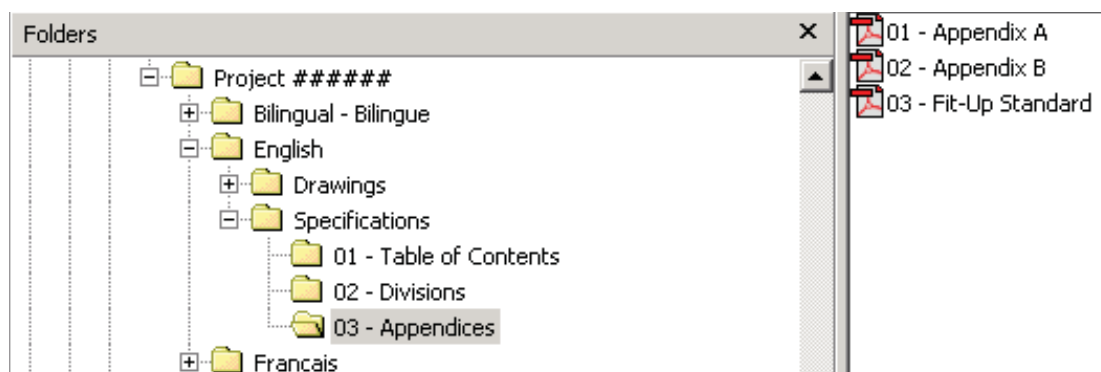 Folders
Project ######
Bilingual - Bilingue
English
Drawings
Specifications
01 - Table of Contents
02 - Divisions
03 - Appendices
Francais
01 - Appendix A
02 - Appendix B
03 - Fit-Up Standard